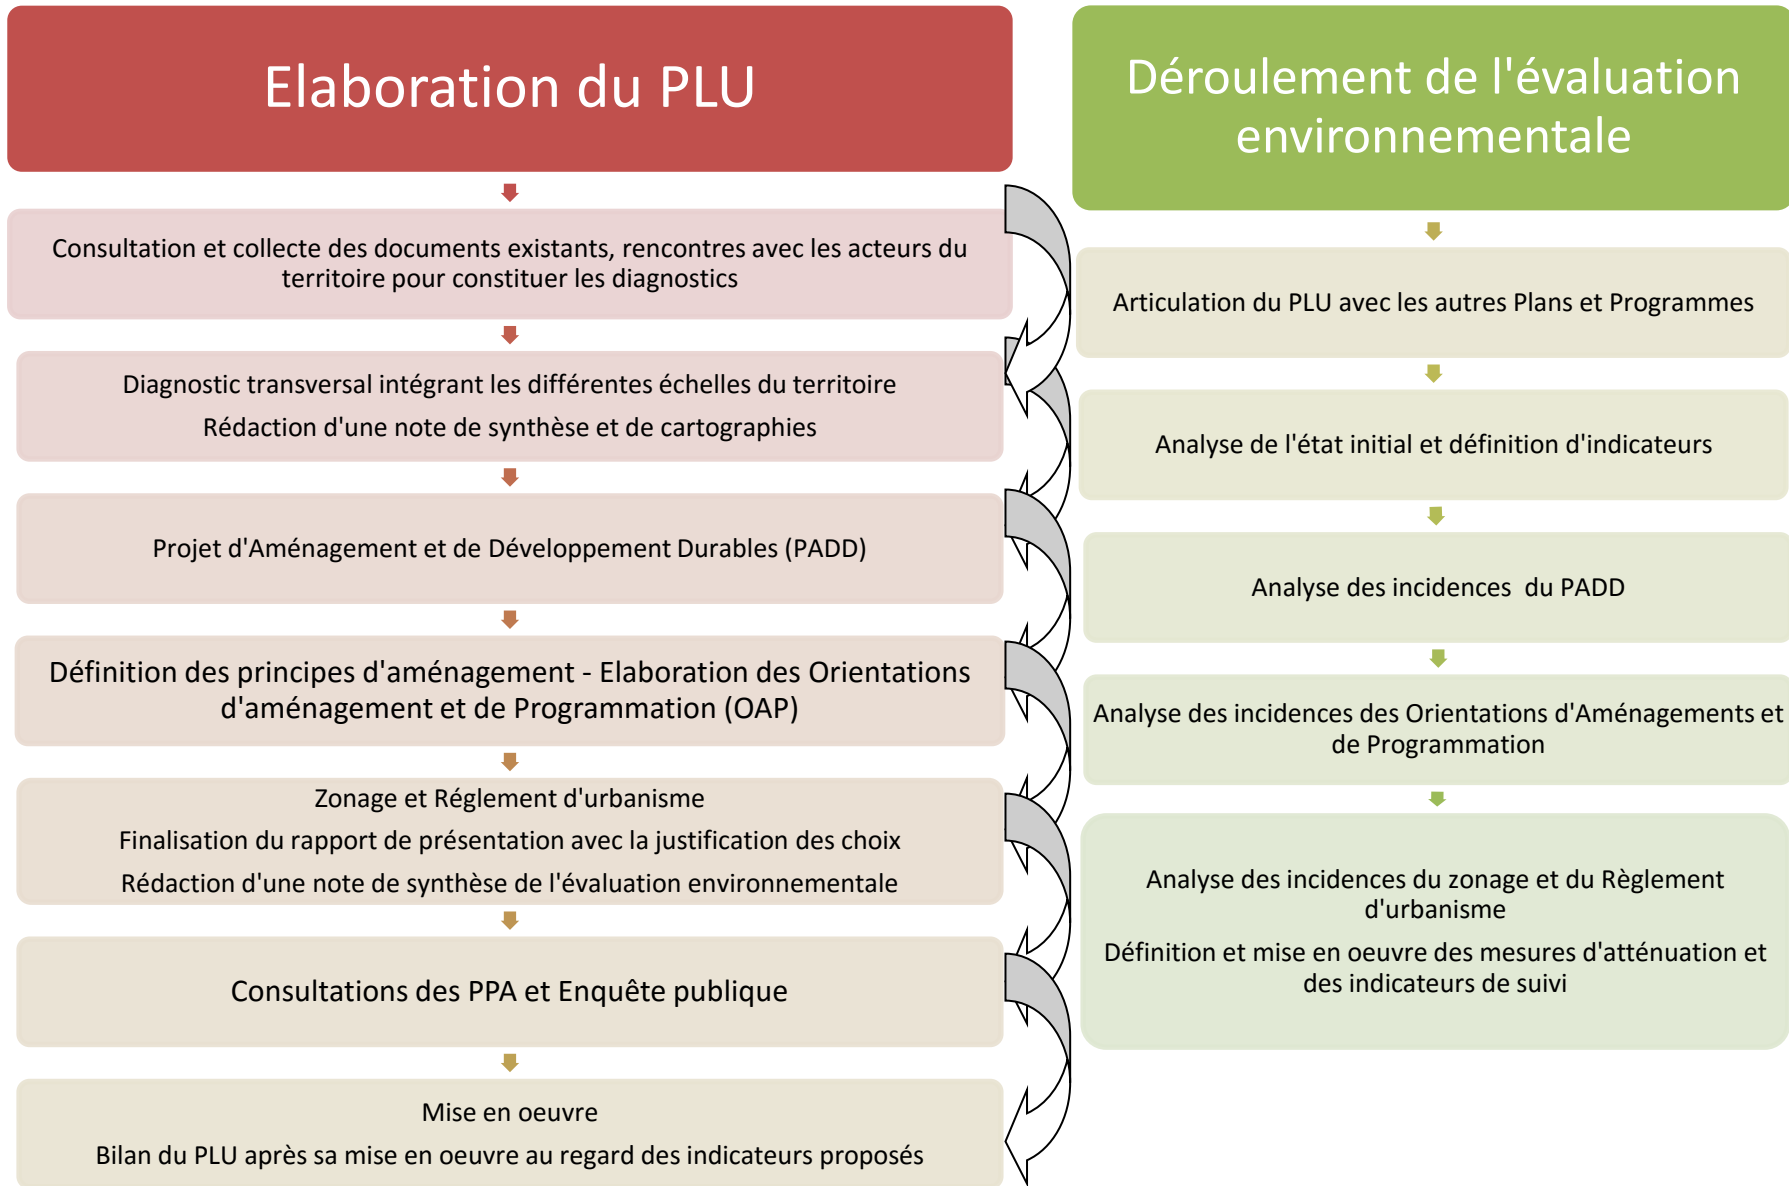 Elaboration du PLU
Consultation et collecte des documents existants, rencontres avec les acteurs du
territoire pour constituer les diagnostics
Diagnostic transversal intégrant les différentes échelles du territoire
Rédaction d'une note de synthèse et de cartographies
Projet d'Aménagement et de Développement Durables (PADD)
Définition des principes d'aménagement - Elaboration des Orientations
d'aménagement et de Programmation (OAP)
Zonage et Réglement d'urbanisme
Finalisation du rapport de présentation avec la justification des choix
Rédaction d'une note de synthèse de l'évaluation environnementale
Consultations des PPA et Enquête publique
Mise en oeuvre
Bilan du PLU après sa mise en oeuvre au regard des indicateurs proposés
Déroulement de l'évaluation
environnementale
Articulation du PLU avec les autres Plans et Programmes
Analyse de l'état initial et définition d'indicateurs
Analyse des incidences  du PADD
Analyse des incidences des Orientations d'Aménagements et
de Programmation
Analyse des incidences du zonage et du Règlement
d'urbanisme
Définition et mise en oeuvre des mesures d'atténuation et
des indicateurs de suivi